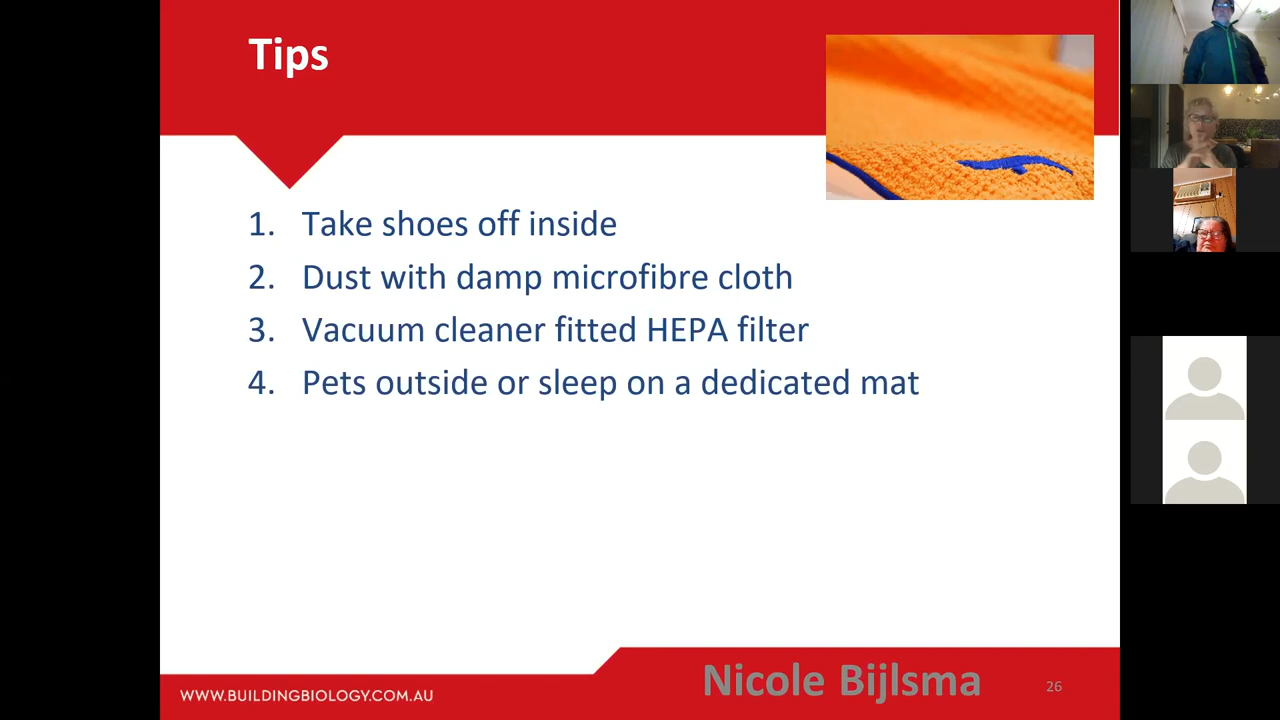 Tips
1. Take shoes off inside
2. Dust with damp microfibre cloth
3. Vacuum cleaner fitted HEPA filter
4. Pets outside or sleep on a dedicated mat
WWW.BUILDINGBIOLOGY.COM.AU
Nicole Bijlsma
26